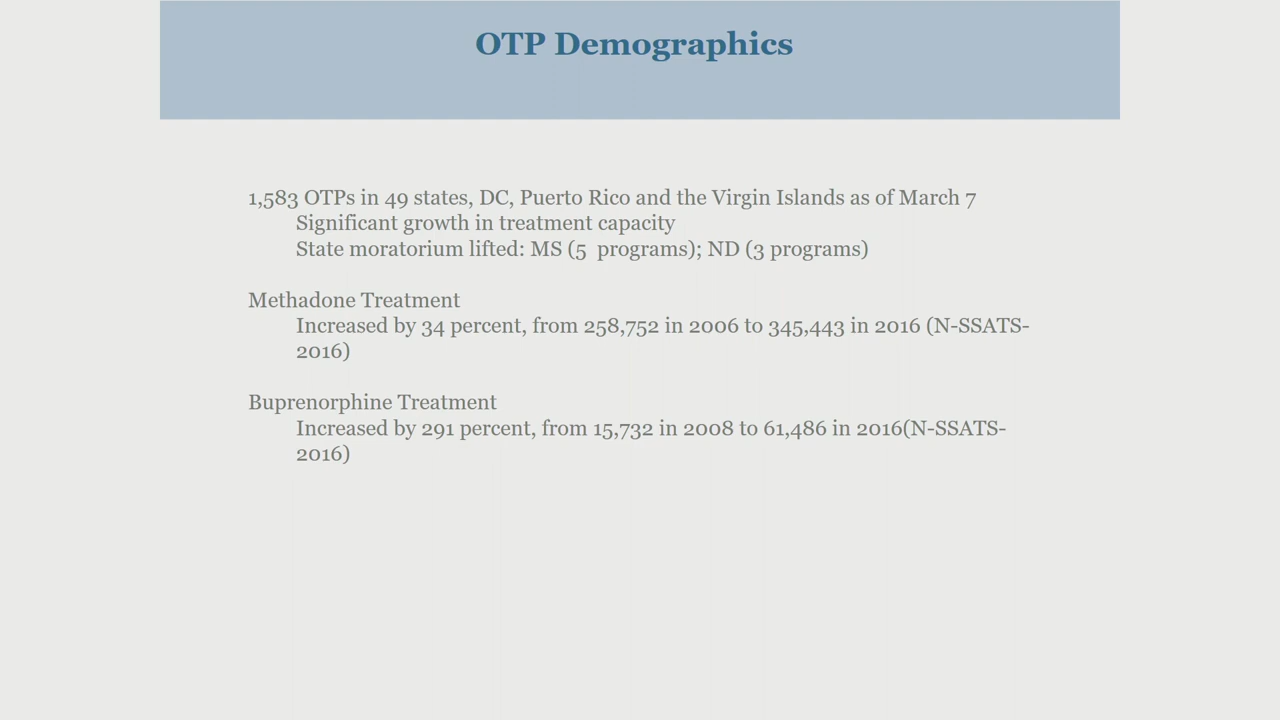 OTP Demographics
1,583 OTPs in 49 states, DC, Puerto Rico and the Virgin Islands as of March 7
Significant growth in treatment capacity
State moratorium lifted: MS (5  programs); ND (3 programs)
Methadone Treatment
Increased by 34 percent, from 258,752 in 2006 to 345,443 in 2016 (N-SSATS-
2016)
Buprenorphine Treatment
Increased by 291 percent, from 15,732 in 2008 to 61,486 in 2016(N-SSATS-
2016)